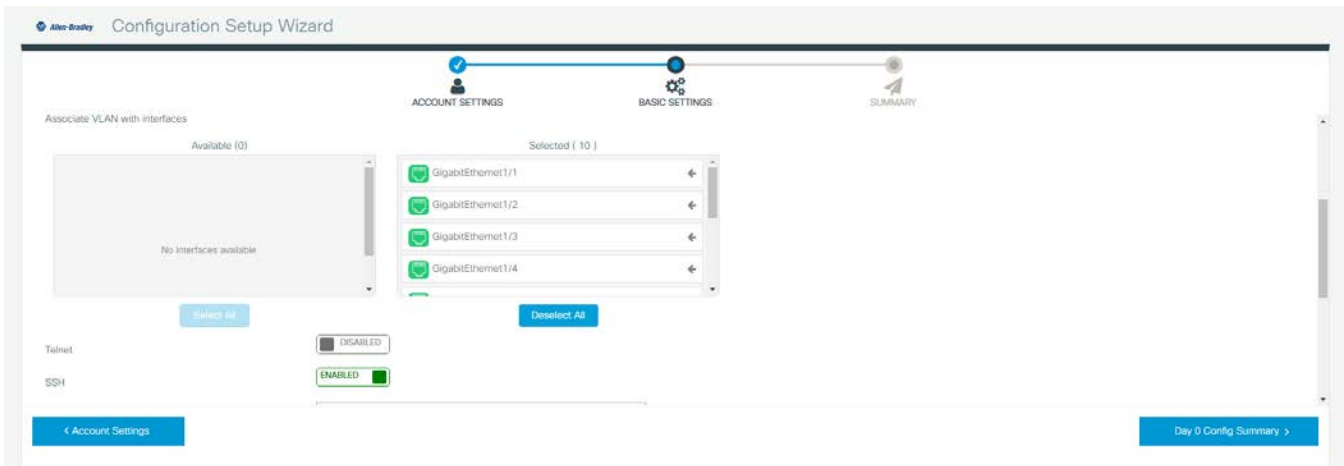 Allen-Bradley Configuration Setup Wizard
ACCOUNT SETTINGS BASIC SETTINGS SUMMARY
Associate VLAN with interfaces
Available (0) Selected ( 10 )
GigabitEthernet1/1
GigabitEthernet1/2
GigabitEthernet1/3
No interfaces available
GigabitEthernet1/4
Select All Deselect All
Telnet DISABLED
SSH ENABLED
< Account Settings Day 0 Config Summary >